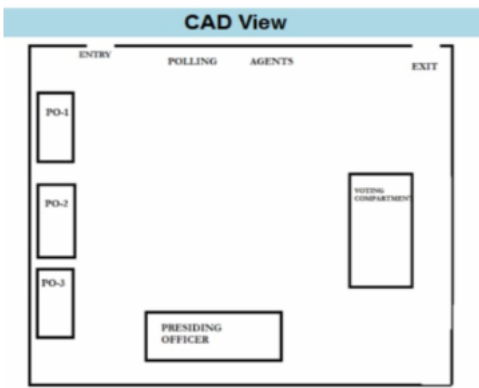 CAD View
ENTRY
POLLING AGENTS
EXIT
PO-1
VOTING
COMPARTMENT
PO-2
PO-3
PRESIDING
OFFICER